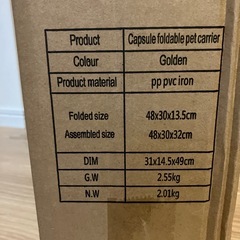 Product Capsule foldable pet carrier
Colour Golden
Product material pp pvc iron
Folded size 48x30x13.5cm
Assembled size 48x30x32cm
DIM 31x14.5x49cm
G.W 2.55kg
N.W 2.01kg